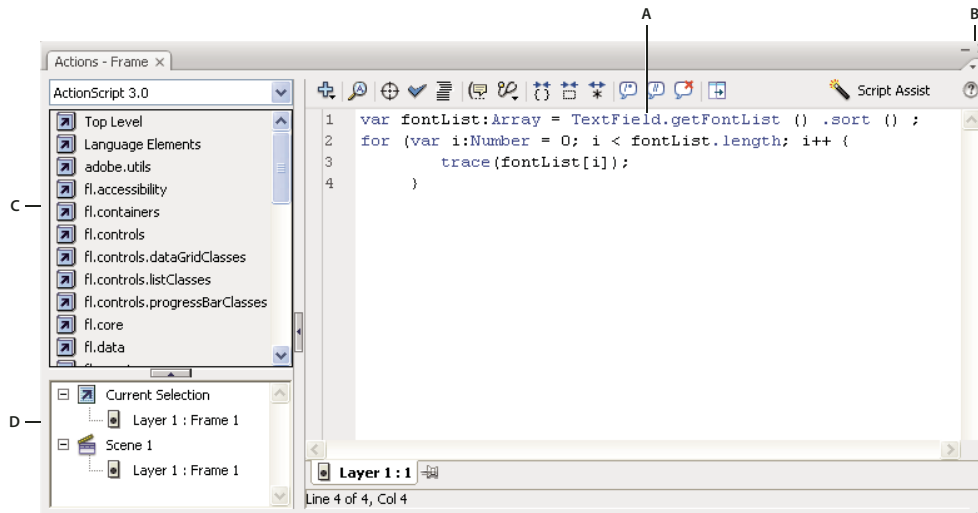 A
B
Actions - Frame
ActionScript 3.0
Script Assist
Top Level
Language Elements
adobe.utils
fl.accessibility
fl.containers
fl.controls
fl.controls.dataGridClasses
fl.controls.listClasses
fl.controls.progressBarClasses
fl.core
fl.data
C
1 var fontList:Array = TextField.getFontList () .sort () ;
2 for (var i:Number = 0; i < fontList.length; i++ {
3 trace(fontList[i]);
4 }
D
Current Selection
Layer 1 : Frame 1
Scene 1
Layer 1 : Frame 1
Layer 1 : 1
Line 4 of 4, Col 4